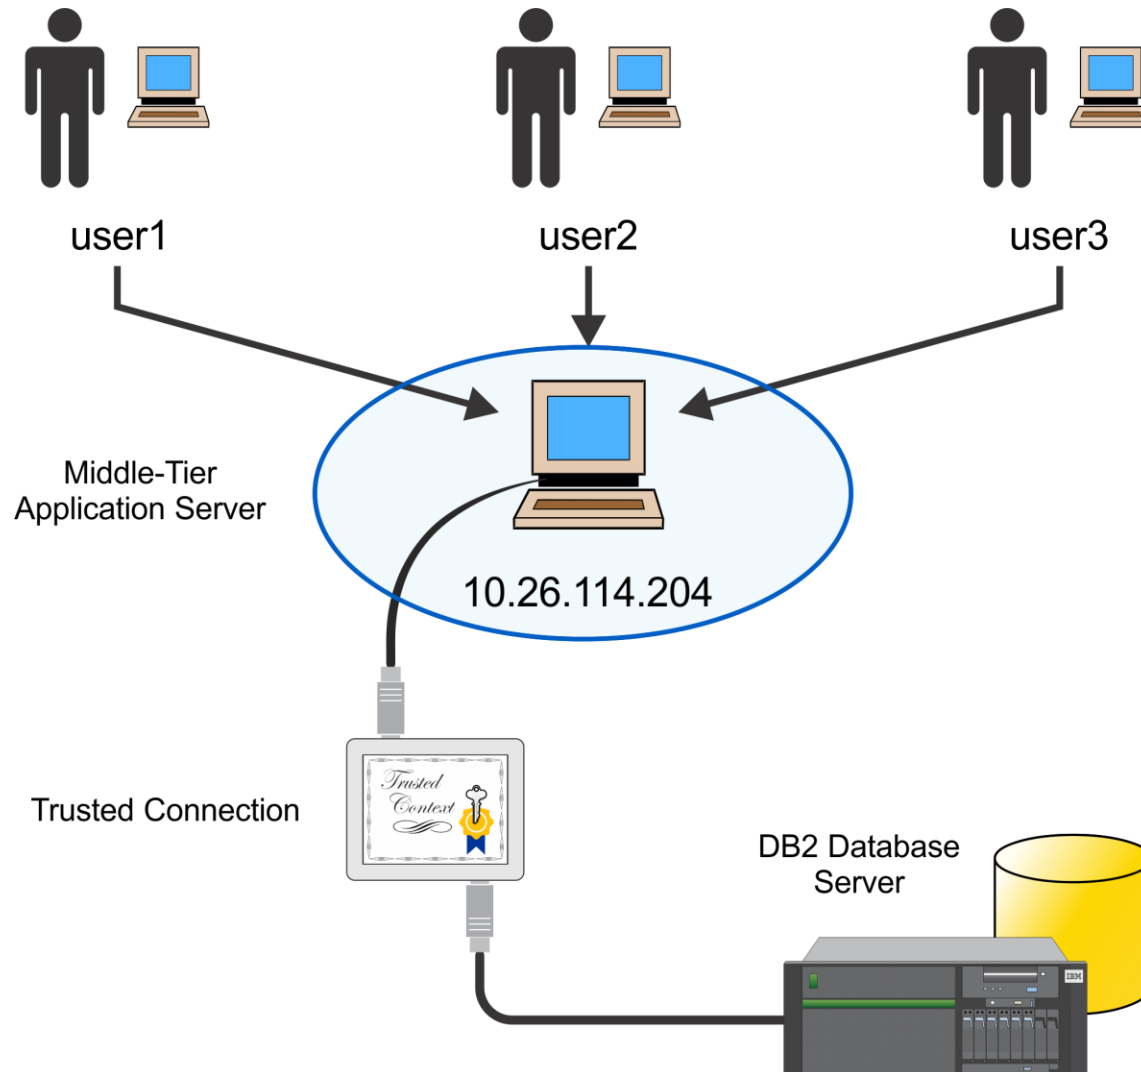 user1
user2
user3
Middle-Tier
Application Server
10.26.114.204
Trusted Connection
Trusted
Context
DB2 Database
Server
IBM